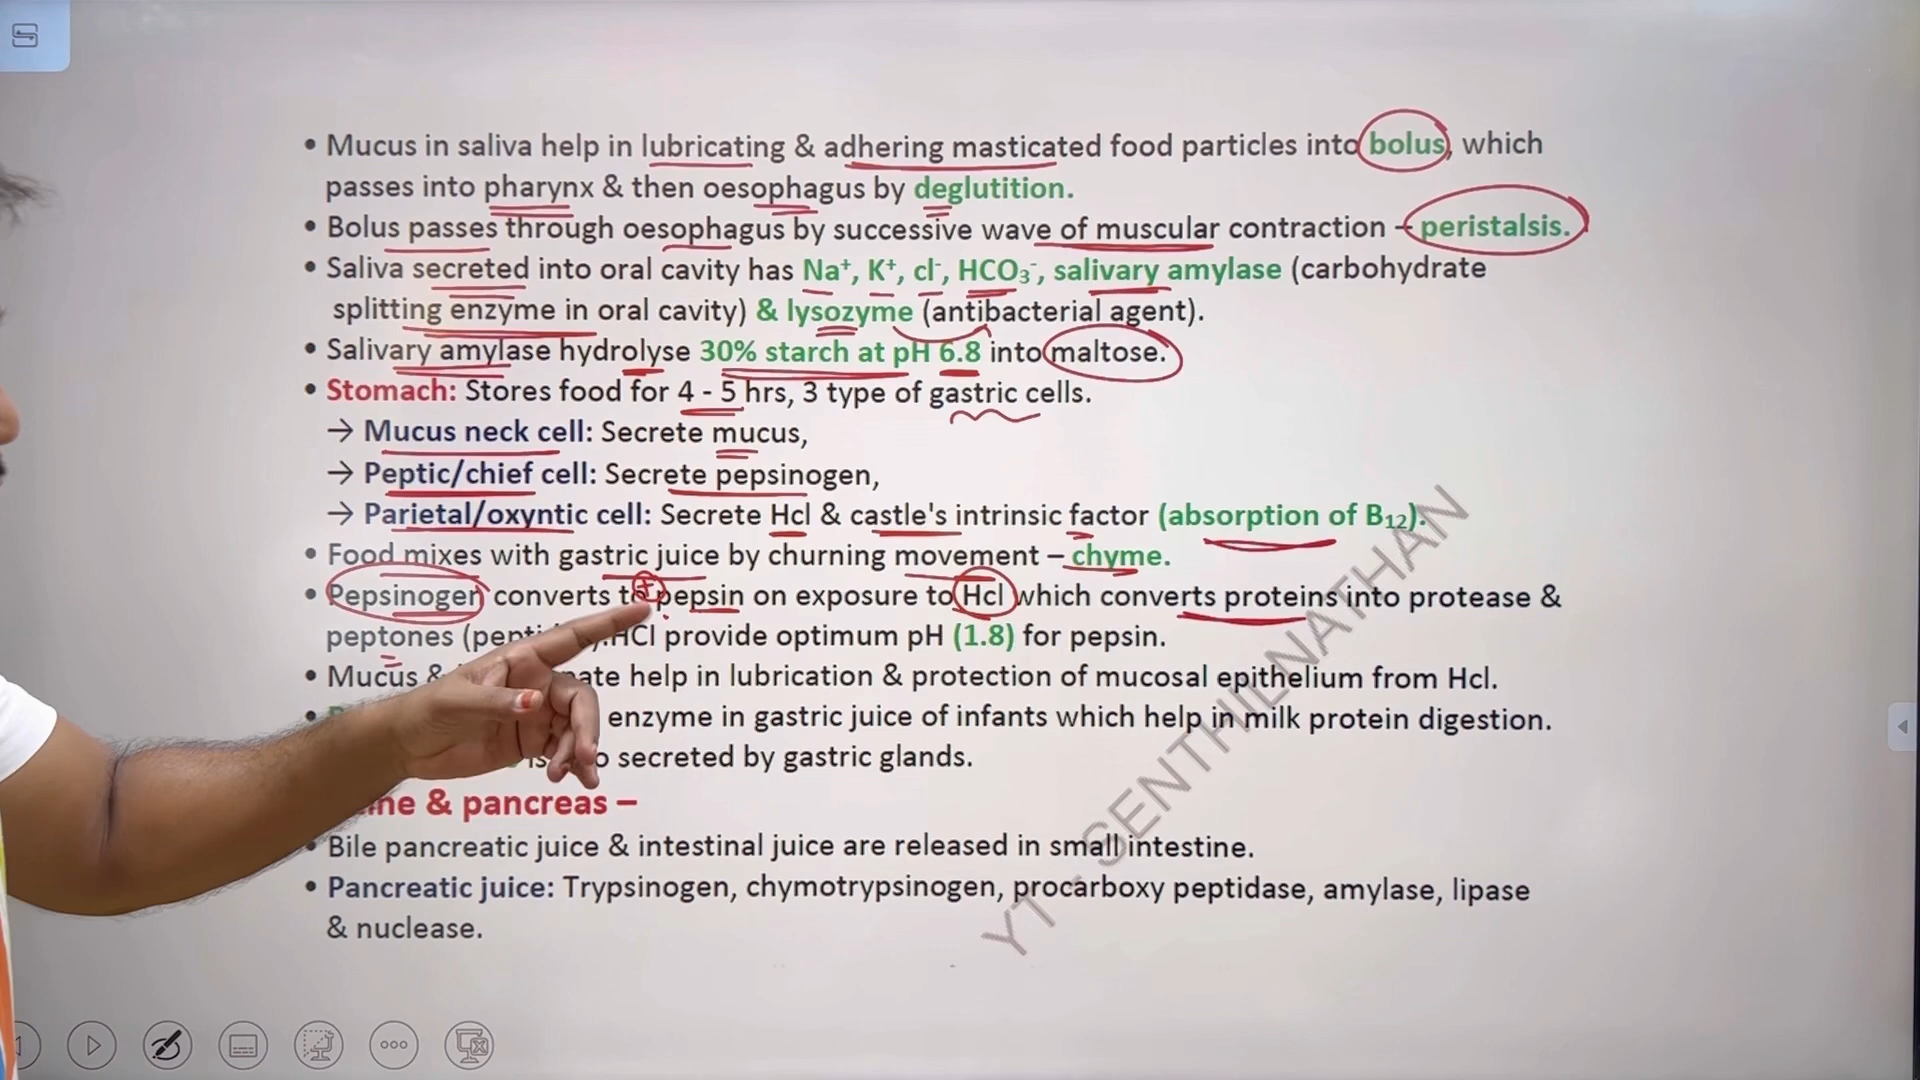 • Mucus in saliva help in lubricating & adhering masticated food particles into bolus, which
passes into pharynx & then oesophagus by deglutition.
• Bolus passes through oesophagus by successive wave of muscular contraction – peristalsis.
• Saliva secreted into oral cavity has Na⁺, K⁺, cl⁻, HCO₃⁻, salivary amylase (carbohydrate
splitting enzyme in oral cavity) & lysozyme (antibacterial agent).
• Salivary amylase hydrolyse 30% starch at pH 6.8 into maltose.
• Stomach: Stores food for 4 - 5 hrs, 3 type of gastric cells.
→ Mucus neck cell: Secrete mucus,
→ Peptic/chief cell: Secrete pepsinogen,
→ Parietal/oxyntic cell: Secrete Hcl & castle's intrinsic factor (absorption of B₁₂).
• Food mixes with gastric juice by churning movement – chyme.
• Pepsinogen converts to pepsin on exposure to Hcl which converts proteins into protease &
peptones HCl provide optimum pH (1.8) for pepsin.
• Mucus & help in lubrication & protection of mucosal epithelium from Hcl.
• enzyme in gastric juice of infants which help in milk protein digestion.
secreted by gastric glands.
& pancreas –
• Bile pancreatic juice & intestinal juice are released in small intestine.
• Pancreatic juice: Trypsinogen, chymotrypsinogen, procarboxy peptidase, amylase, lipase
& nuclease.
YT - SENTHILNATHAN